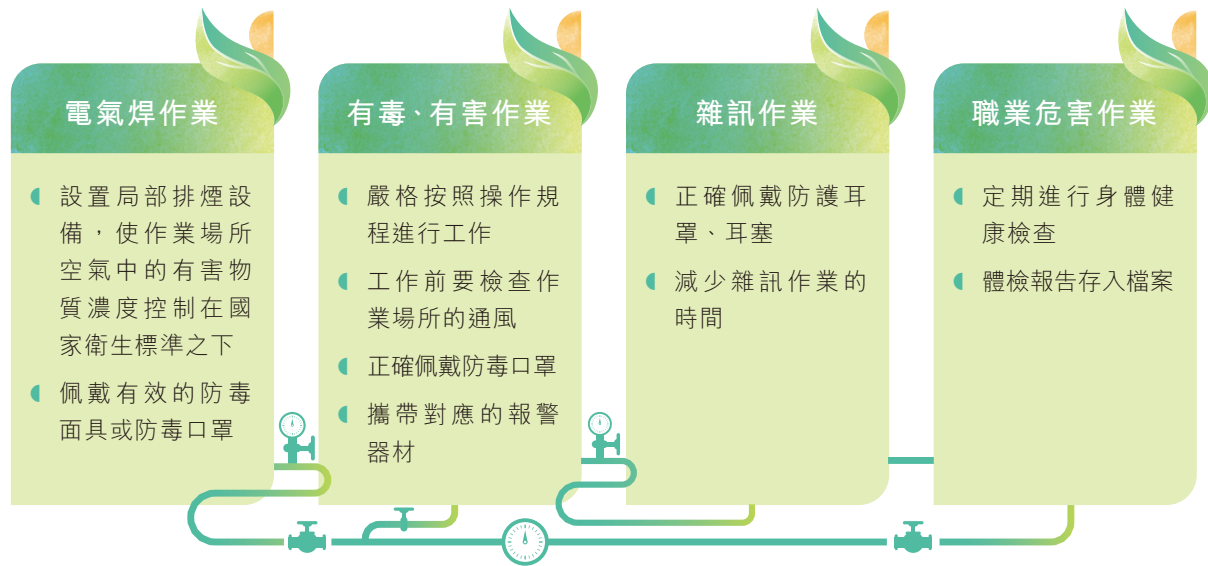 電氣焊作業
設置局部排煙設
備，使作業場所
空氣中的有害物
質濃度控制在國
家衛生標準之下
佩戴有效的防毒
面具或防毒口罩
有毒、有害作業
嚴格按照操作規
程進行工作
工作前要檢查作
業場所的通風
正確佩戴防毒口罩
攜帶對應的報警
器材
雜訊作業
正確佩戴防護耳
罩、耳塞
減少雜訊作業的
時間
職業危害作業
定期進行身體健
康檢查
體檢報告存入檔案